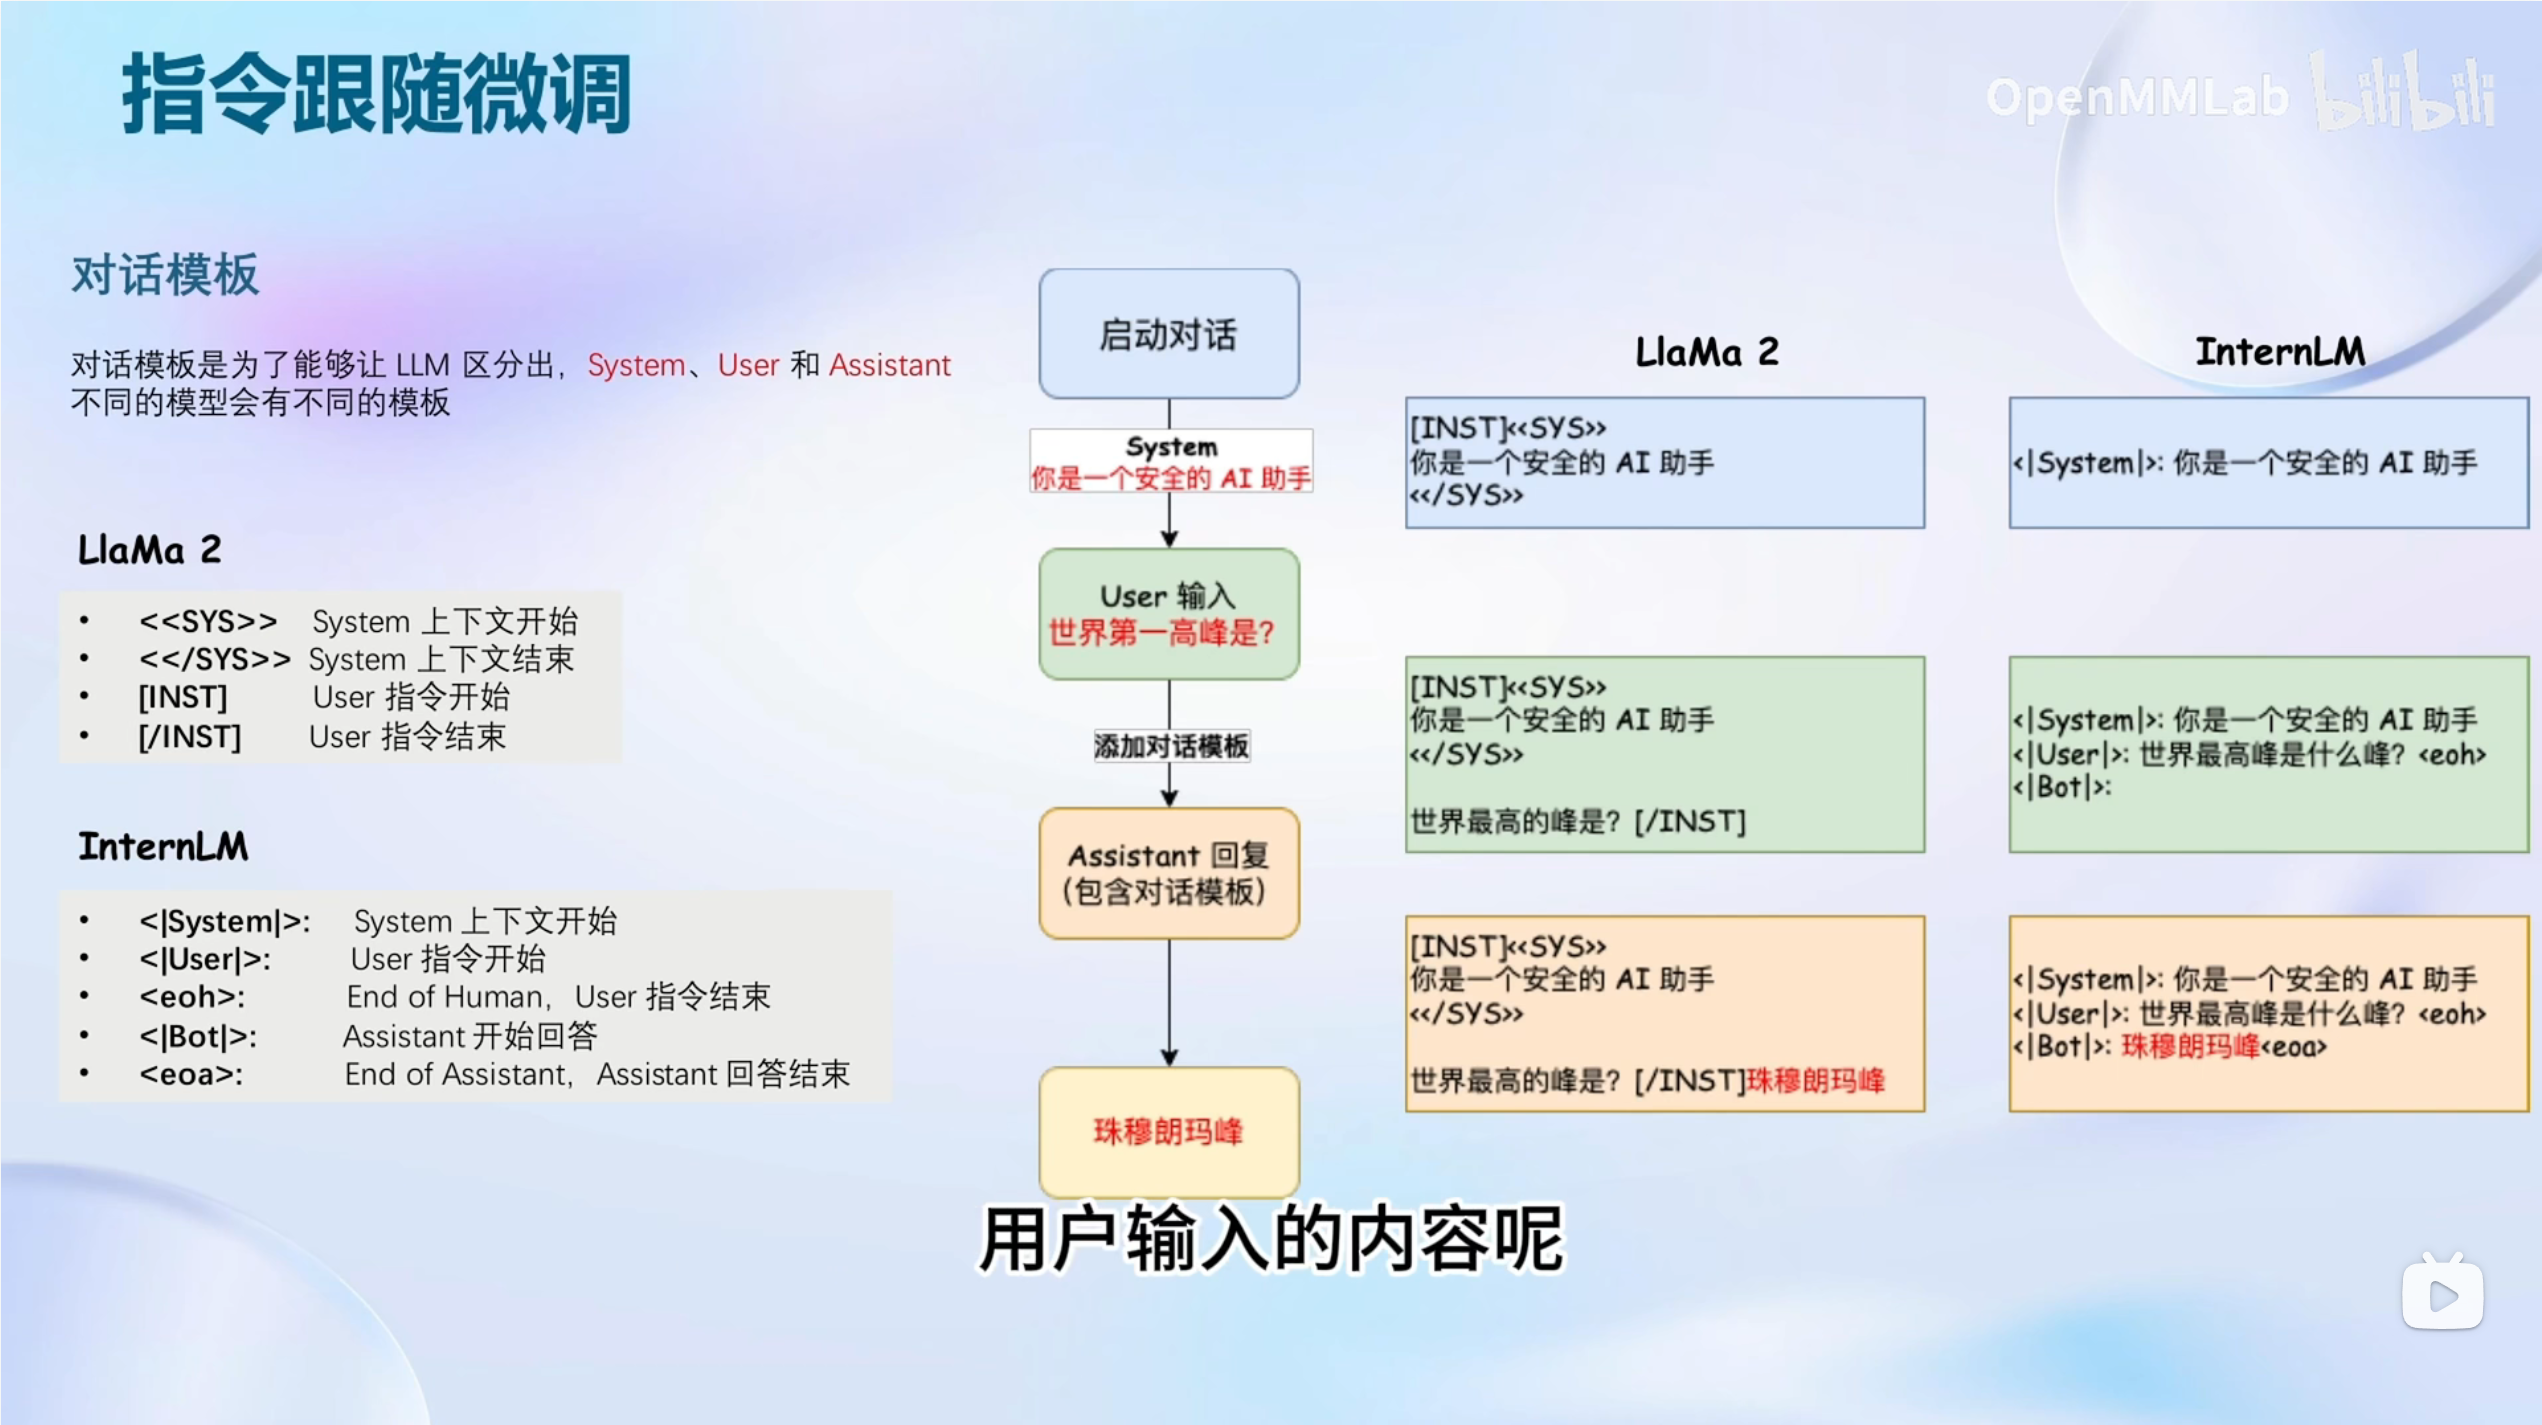 指令跟随微调
OpenMMLab bilibili
对话模板
对话模板是为了能够让 LLM 区分出，System、User 和 Assistant
不同的模型会有不同的模板
LlaMa 2
• <<SYS>> System 上下文开始
• <</SYS>> System 上下文结束
• [INST] User 指令开始
• [/INST] User 指令结束
InternLM
• <|System|>: System 上下文开始
• <|User|>: User 指令开始
• <eoh>: End of Human，User 指令结束
• <|Bot|>: Assistant 开始回答
• <eoa>: End of Assistant，Assistant 回答结束
启动对话
System
你是一个安全的 AI 助手
User 输入
世界第一高峰是？
添加对话模板
Assistant 回复
（包含对话模板）
珠穆朗玛峰
LlaMa 2
[INST]<<SYS>>
你是一个安全的 AI 助手
<</SYS>>
[INST]<<SYS>>
你是一个安全的 AI 助手
<</SYS>>
世界最高的峰是？[/INST]
[INST]<<SYS>>
你是一个安全的 AI 助手
<</SYS>>
世界最高的峰是？[/INST]珠穆朗玛峰
InternLM
<|System|>: 你是一个安全的 AI 助手
<|System|>: 你是一个安全的 AI 助手
<|User|>: 世界最高峰是什么峰？<eoh>
<|Bot|>:
<|System|>: 你是一个安全的 AI 助手
<|User|>: 世界最高峰是什么峰？<eoh>
<|Bot|>: 珠穆朗玛峰<eoa>
用户输入的内容呢